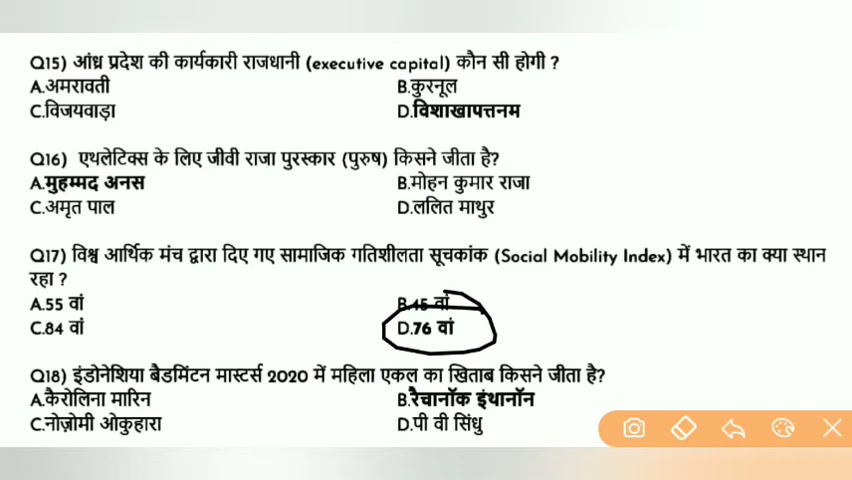 Q15) आंध्र प्रदेश की कार्यकारी राजधानी (executive capital) कौन सी होगी ?
A.अमरावती B.कुरनूल
C.विजयवाड़ा D.विशाखापत्तनम
Q16) एथलेटिक्स के लिए जीवी राजा पुरस्कार (पुरुष) किसने जीता है?
A.मुहम्मद अनस B.मोहन कुमार राजा
C.अमृत पाल D.ललित माथुर
Q17) विश्व आर्थिक मंच द्वारा दिए गए सामाजिक गतिशीलता सूचकांक (Social Mobility Index) में भारत का क्या स्थान
रहा ?
A.55 वां B.45 वां
C.84 वां D.76 वां
Q18) इंडोनेशिया बैडमिंटन मास्टर्स 2020 में महिला एकल का खिताब किसने जीता है?
A.कैरोलिना मारिन B.रैचानॉक इंथानॉन
C.नोज़ोमी ओकुहारा D.पी वी सिंधु